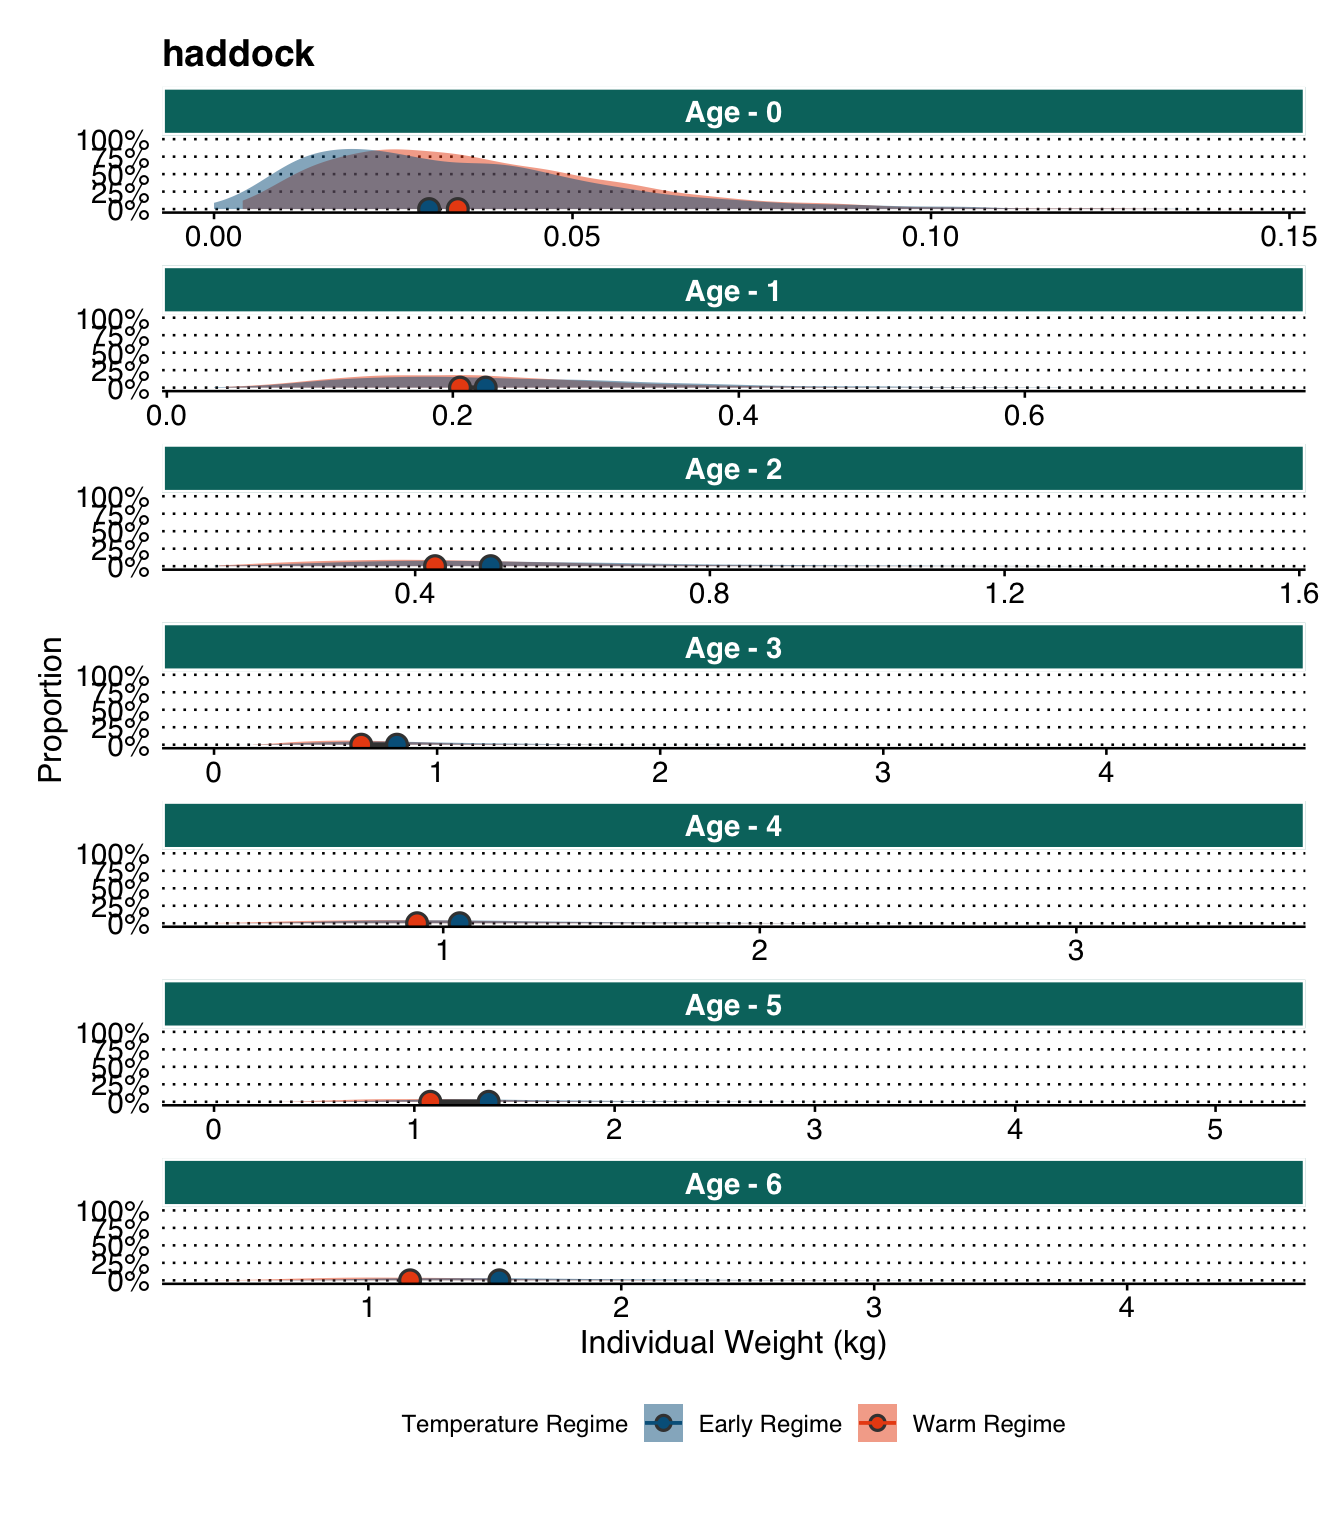 haddock
Age - 0
100%
75%
50%
25%
0%
0.00 0.05 0.10 0.15
Age - 1
100%
75%
50%
25%
0%
0.0 0.2 0.4 0.6
Age - 2
100%
75%
50%
25%
0%
0.4 0.8 1.2 1.6
Age - 3
100%
75%
50%
25%
0%
0 1 2 3 4
Proportion
Age - 4
100%
75%
50%
25%
0%
1 2 3
Age - 5
100%
75%
50%
25%
0%
0 1 2 3 4 5
Age - 6
100%
75%
50%
25%
0%
1 2 3 4
Individual Weight (kg)
Temperature Regime Early Regime Warm Regime